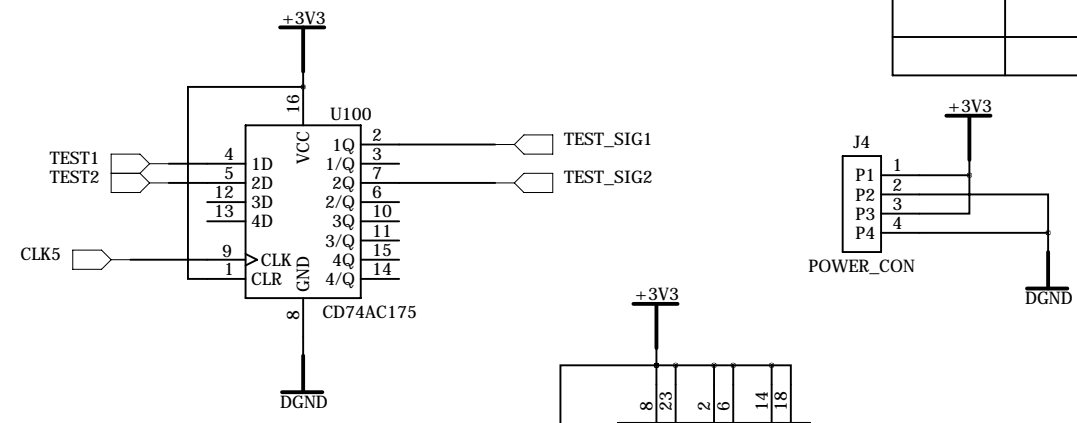 +3V3
16
U100
VCC
TEST1
4
1D
1Q
2
TEST_SIG1
1/Q
3
TEST2
5
2D
2Q
7
TEST_SIG2
12
3D
2/Q
6
13
4D
3Q
10
3/Q
11
CLK5
9
CLK
4Q
15
1
CLR
4/Q
14
GND
8
CD74AC175
DGND
+3V3
J4
P1
1
P2
2
P3
3
P4
4
POWER_CON
DGND
+3V3
8
23
2
6
14
18